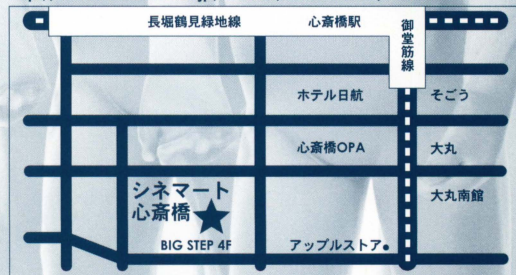 長堀鶴見緑地線 心斎橋駅
御堂筋線
ホテル日航 そごう
心斎橋OPA 大丸
シネマート
心斎橋
大丸南館
BIG STEP 4F アップルストア